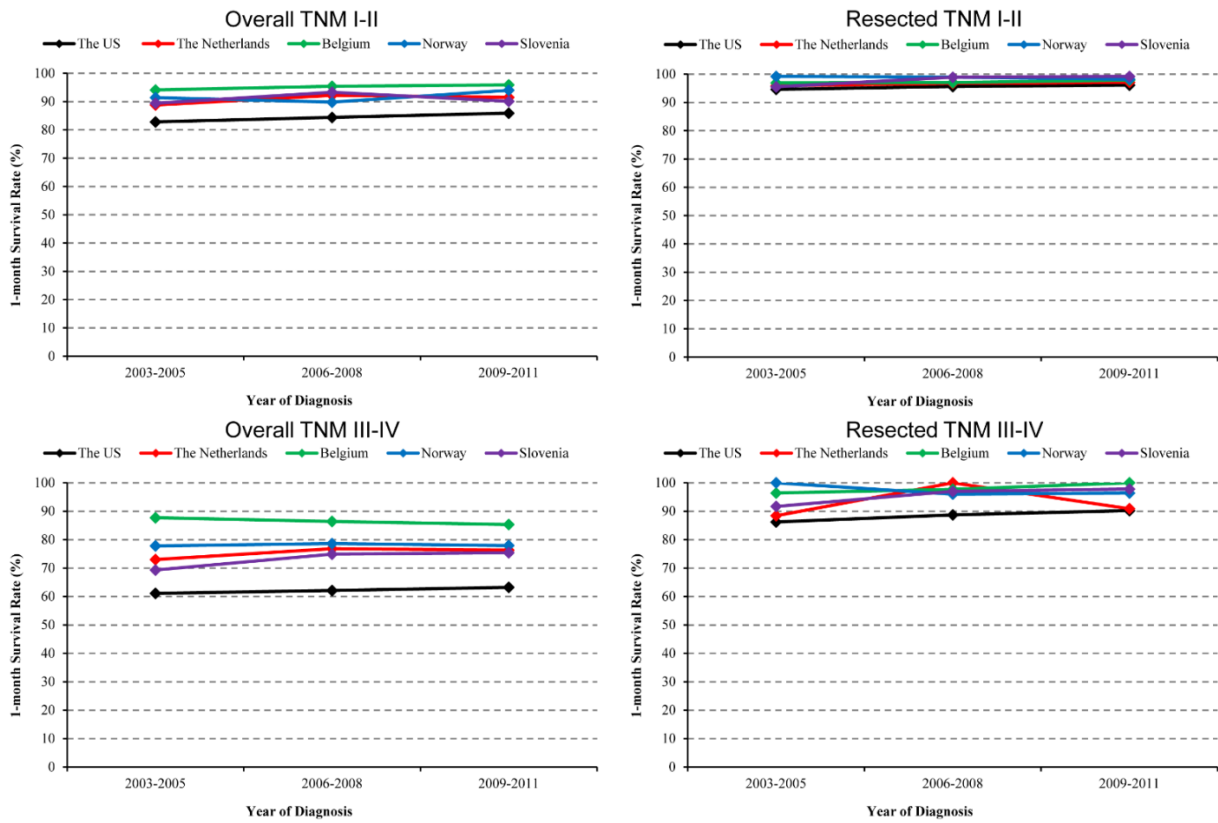 Overall TNM I-II
The US The Netherlands Belgium Norway Slovenia
100
90
80
70
60
50
40
30
20
10
0
1-month Survival Rate (%)
2003-2005 2006-2008 2009-2011
Year of Diagnosis
Resected TNM I-II
The US The Netherlands Belgium Norway Slovenia
100
90
80
70
60
50
40
30
20
10
0
1-month Survival Rate (%)
2003-2005 2006-2008 2009-2011
Year of Diagnosis
Overall TNM III-IV
The US The Netherlands Belgium Norway Slovenia
100
90
80
70
60
50
40
30
20
10
0
1-month Survival Rate (%)
2003-2005 2006-2008 2009-2011
Year of Diagnosis
Resected TNM III-IV
The US The Netherlands Belgium Norway Slovenia
100
90
80
70
60
50
40
30
20
10
0
1-month Survival Rate (%)
2003-2005 2006-2008 2009-2011
Year of Diagnosis